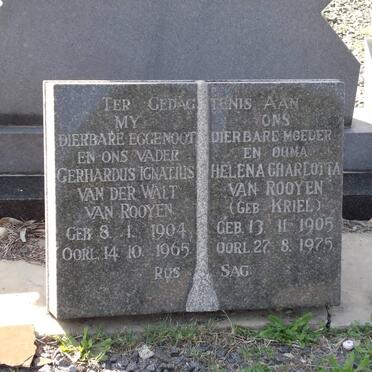 TER GEDAGTENIS AAN
MY
DIERBARE EGGENOOT
EN ONS VADER
GERHARDUS IGNATIUS
VAN DER WALT
VAN ROOYEN
GEB 8. 1. 1904
OORL. 14. 10. 1965
ONS
DIERBARE MOEDER
EN OUMA
HELENA CHARLOTTA
VAN ROOYEN
(GEB KRIEL)
GEB. 13. 11. 1905
OORL. 27. 8. 1975
RUS SAG